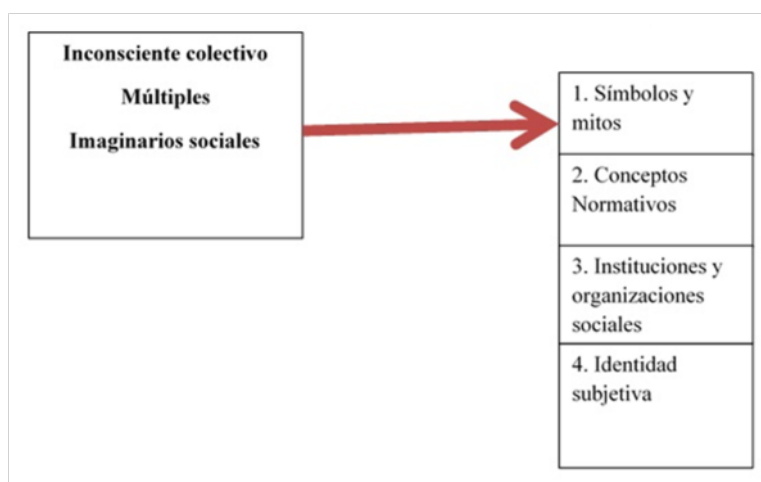 Inconsciente colectivo
Múltiples
Imaginarios sociales
1. Símbolos y
mitos
2. Conceptos
Normativos
3. Instituciones y
organizaciones
sociales
4. Identidad
subjetiva